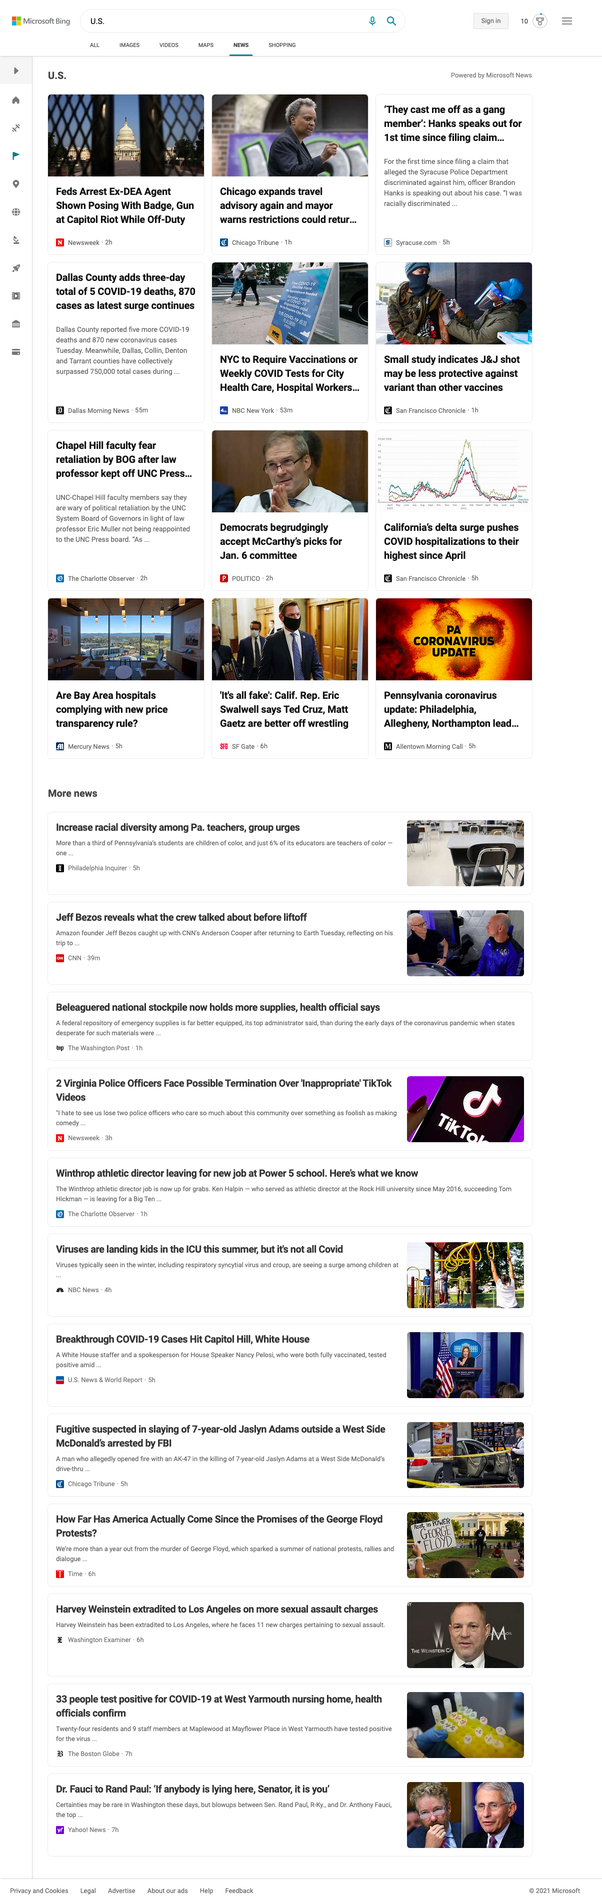 Microsoft Bing
U.S.
Sign in
10
ALL
IMAGES
VIDEOS
MAPS
NEWS
SHOPPING
U.S.
Powered by Microsoft News
Feds Arrest Ex-DEA Agent
Shown Posing With Badge, Gun
at Capitol Riot While Off-Duty
Newsweek · 2h
Chicago expands travel
advisory again and mayor
warns restrictions could retur...
Chicago Tribune · 1h
'They cast me off as a gang
member': Hanks speaks out for
1st time since filing claim...
For the first time since filing a claim that
alleged the Syracuse Police Department
discriminated against him, officer Brandon
Hanks is speaking out about his case. "I was
racially discriminated ...
Syracuse.com · 5h
Dallas County adds three-day
total of 5 COVID-19 deaths, 870
cases as latest surge continues
Dallas County reported five more COVID-19
deaths and 870 new coronavirus cases
Tuesday. Meanwhile, Dallas, Collin, Denton
and Tarrant counties have collectively
surpassed 750,000 total cases during ...
Dallas Morning News · 55m
NYC to Require Vaccinations or
Weekly COVID Tests for City
Health Care, Hospital Workers...
NBC New York · 53m
Small study indicates J&J shot
may be less protective against
variant than other vaccines
San Francisco Chronicle · 1h
Chapel Hill faculty fear
retaliation by BOG after law
professor kept off UNC Press...
UNC-Chapel Hill faculty members say they
are wary of political retaliation by the UNC
System Board of Governors in light of law
professor Eric Muller not being reappointed
to the UNC Press board. "As ...
The Charlotte Observer · 2h
Democrats begrudgingly
accept McCarthy's picks for
Jan. 6 committee
POLITICO · 2h
California's delta surge pushes
COVID hospitalizations to their
highest since April
San Francisco Chronicle · 5h
Are Bay Area hospitals
complying with new price
transparency rule?
Mercury News · 5h
'It's all fake': Calif. Rep. Eric
Swalwell says Ted Cruz, Matt
Gaetz are better off wrestling
SF Gate · 6h
PA
CORONAVIRUS
UPDATE
Pennsylvania coronavirus
update: Philadelphia,
Allegheny, Northampton lead...
Allentown Morning Call · 5h
More news
Increase racial diversity among Pa. teachers, group urges
More than a third of Pennsylvania's students are children of color, and just 6% of its educators are teachers of color —
one ...
Philadelphia Inquirer · 5h
Jeff Bezos reveals what the crew talked about before liftoff
Amazon founder Jeff Bezos caught up with CNN's Anderson Cooper after returning to Earth Tuesday, reflecting on his
trip to ...
CNN · 39m
Beleaguered national stockpile now holds more supplies, health official says
A federal repository of emergency supplies is far better equipped, its top administrator said, than during the early days of the coronavirus pandemic when states
desperate for such materials were ...
The Washington Post · 1h
2 Virginia Police Officers Face Possible Termination Over 'Inappropriate' TikTok
Videos
"I hate to see us lose two police officers who care so much about this community over something as foolish as making
comedy ...
Newsweek · 3h
TikTok
Winthrop athletic director leaving for new job at Power 5 school. Here's what we know
The Winthrop athletic director job is now up for grabs. Ken Halpin — who served as athletic director at the Rock Hill university since May 2016, succeeding Tom
Hickman — is leaving for a Big Ten ...
The Charlotte Observer · 1h
Viruses are landing kids in the ICU this summer, but it's not all Covid
Viruses typically seen in the winter, including respiratory syncytial virus and croup, are seeing a surge among children at
...
NBC News · 4h
Breakthrough COVID-19 Cases Hit Capitol Hill, White House
A White House staffer and a spokesperson for House Speaker Nancy Pelosi, who were both fully vaccinated, tested
positive amid ...
U.S. News & World Report · 5h
Fugitive suspected in slaying of 7-year-old Jaslyn Adams outside a West Side
McDonald's arrested by FBI
A man who allegedly opened fire with an AK-47 in the killing of 7-year-old Jaslyn Adams at a West Side McDonald's
drive-thru ...
Chicago Tribune · 5h
How Far Has America Actually Come Since the Promises of the George Floyd
Protests?
We're more than a year out from the murder of George Floyd, which sparked a summer of national protests, rallies and
dialogue ...
Time · 6h
GEORGE
FLOYD
Harvey Weinstein extradited to Los Angeles on more sexual assault charges
Harvey Weinstein has been extradited to Los Angeles, where he faces 11 new charges pertaining to sexual assault.
Washington Examiner · 6h
THE WEINSTEIN
33 people test positive for COVID-19 at West Yarmouth nursing home, health
officials confirm
Twenty-four residents and 9 staff members at Maplewood at Mayflower Place in West Yarmouth have tested positive
for the virus ...
The Boston Globe · 7h
Dr. Fauci to Rand Paul: 'If anybody is lying here, Senator, it is you'
Certainties may be rare in Washington these days, but blowups between Sen. Rand Paul, R-Ky., and Dr. Anthony Fauci,
the top ...
Yahoo! News · 7h
Privacy and Cookies
Legal
Advertise
About our ads
Help
Feedback
© 2021 Microsoft